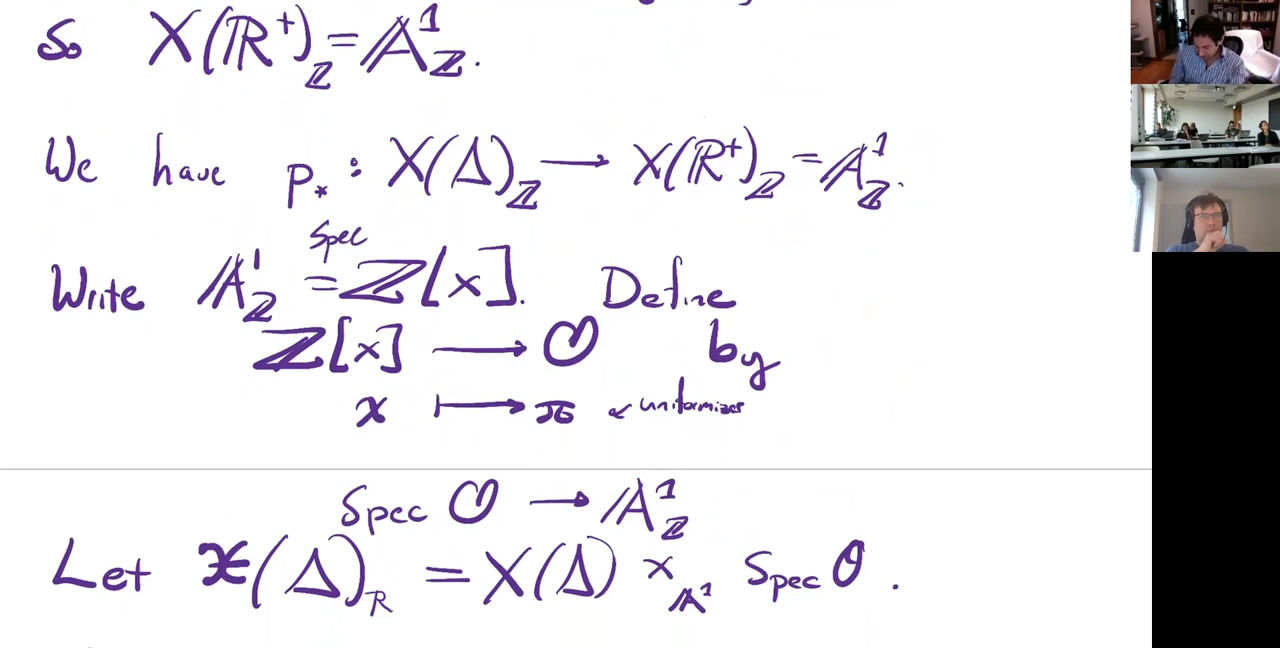 So X(ℝ⁺)_ℤ = 𝔸¹_ℤ.
We have p_* : X(Δ)_ℤ → X(ℝ⁺)_ℤ = 𝔸¹_ℤ.
Write 𝔸¹_ℤ = Spec ℤ[x]. Define
ℤ[x] → 𝒪 by
x ↦ π ↙ uniformizer
Spec 𝒪 → 𝔸¹_ℤ
Let 𝒳(Δ)_R = X(Δ) ×_𝔸¹ Spec 𝒪.